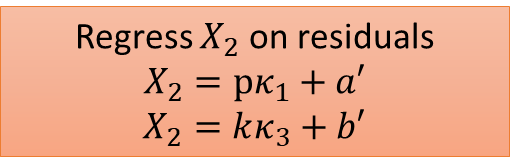 Regress X₂ on residuals
X₂ = pκ₁ + a′
X₂ = kκ₃ + b′